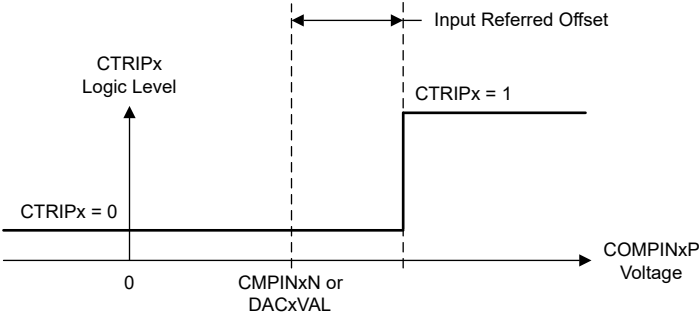 Input Referred Offset
CTRIPx
Logic Level
CTRIPx = 1
CTRIPx = 0
COMPINxP
Voltage
0
CMPINxN or
DACxVAL